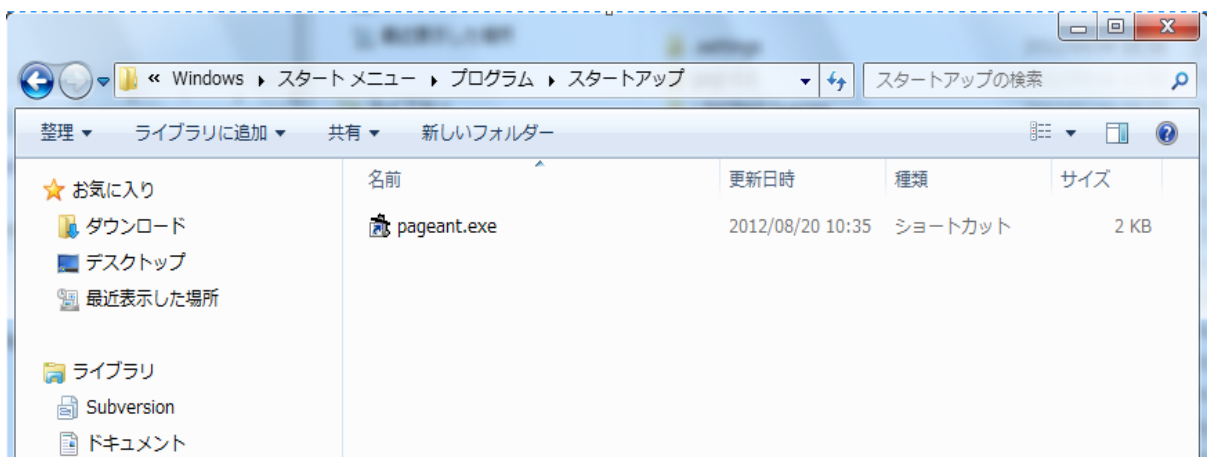 « Windows ▸ スタート メニュー ▸ プログラム ▸ スタートアップ
スタートアップの検索
整理 ライブラリに追加 共有 新しいフォルダー
お気に入り
ダウンロード
デスクトップ
最近表示した場所
ライブラリ
Subversion
ドキュメント
名前 更新日時 種類 サイズ
pageant.exe 2012/08/20 10:35 ショートカット 2 KB